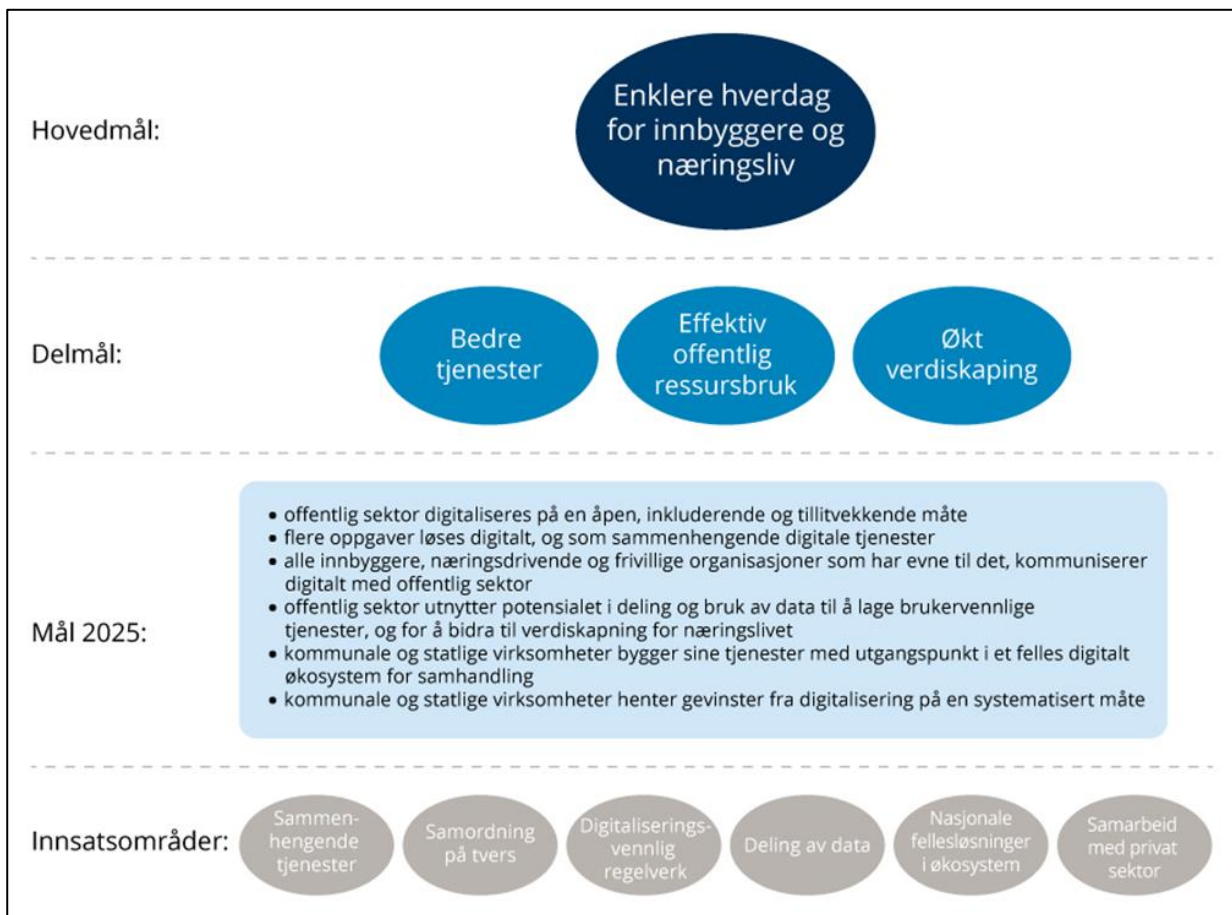 Hovedmål:
Enklere hverdag
for innbyggere og
næringsliv
Delmål:
Bedre
tjenester
Effektiv
offentlig
ressursbruk
Økt
verdiskaping
Mål 2025:
• offentlig sektor digitaliseres på en åpen, inkluderende og tillitvekkende måte
• flere oppgaver løses digitalt, og som sammenhengende digitale tjenester
• alle innbyggere, næringsdrivende og frivillige organisasjoner som har evne til det, kommuniserer
digitalt med offentlig sektor
• offentlig sektor utnytter potensialet i deling og bruk av data til å lage brukervennlige
tjenester, og for å bidra til verdiskapning for næringslivet
• kommunale og statlige virksomheter bygger sine tjenester med utgangspunkt i et felles digitalt
økosystem for samhandling
• kommunale og statlige virksomheter henter gevinster fra digitalisering på en systematisert måte
Innsatsområder:
Sammen-
hengende
tjenester
Samordning
på tvers
Digitaliserings-
vennlig
regelverk
Deling av data
Nasjonale
fellesløsninger
i økosystem
Samarbeid
med privat
sektor